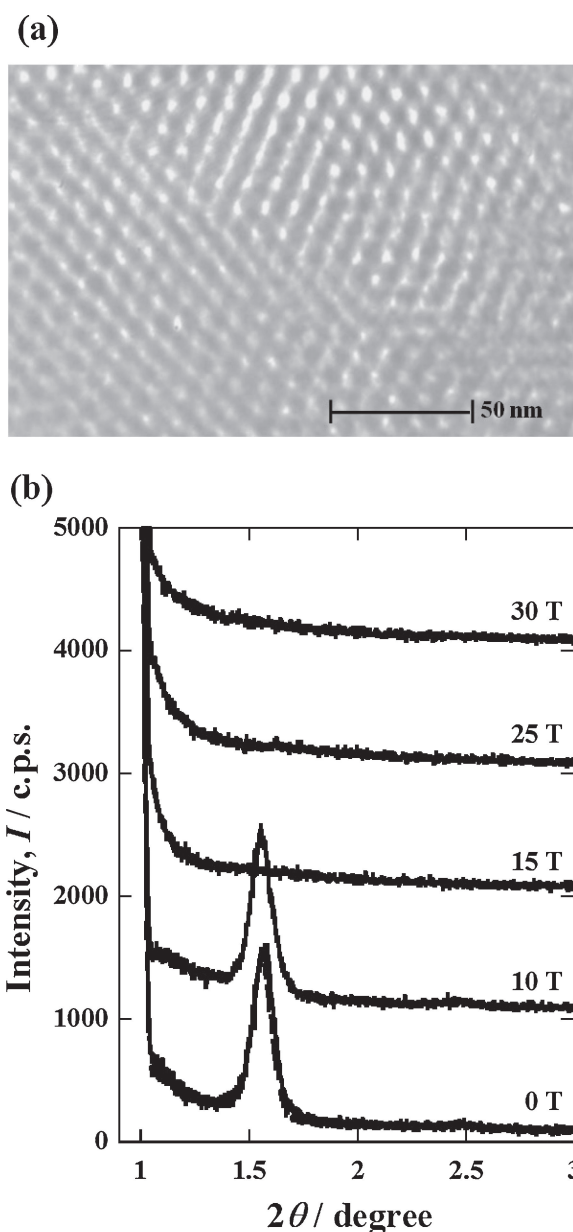 (a)
50 nm
(b)
5000
4000
3000
2000
1000
0
Intensity, I / c.p.s.
30 T
25 T
15 T
10 T
0 T
1 1.5 2 2.5 3
2θ / degree